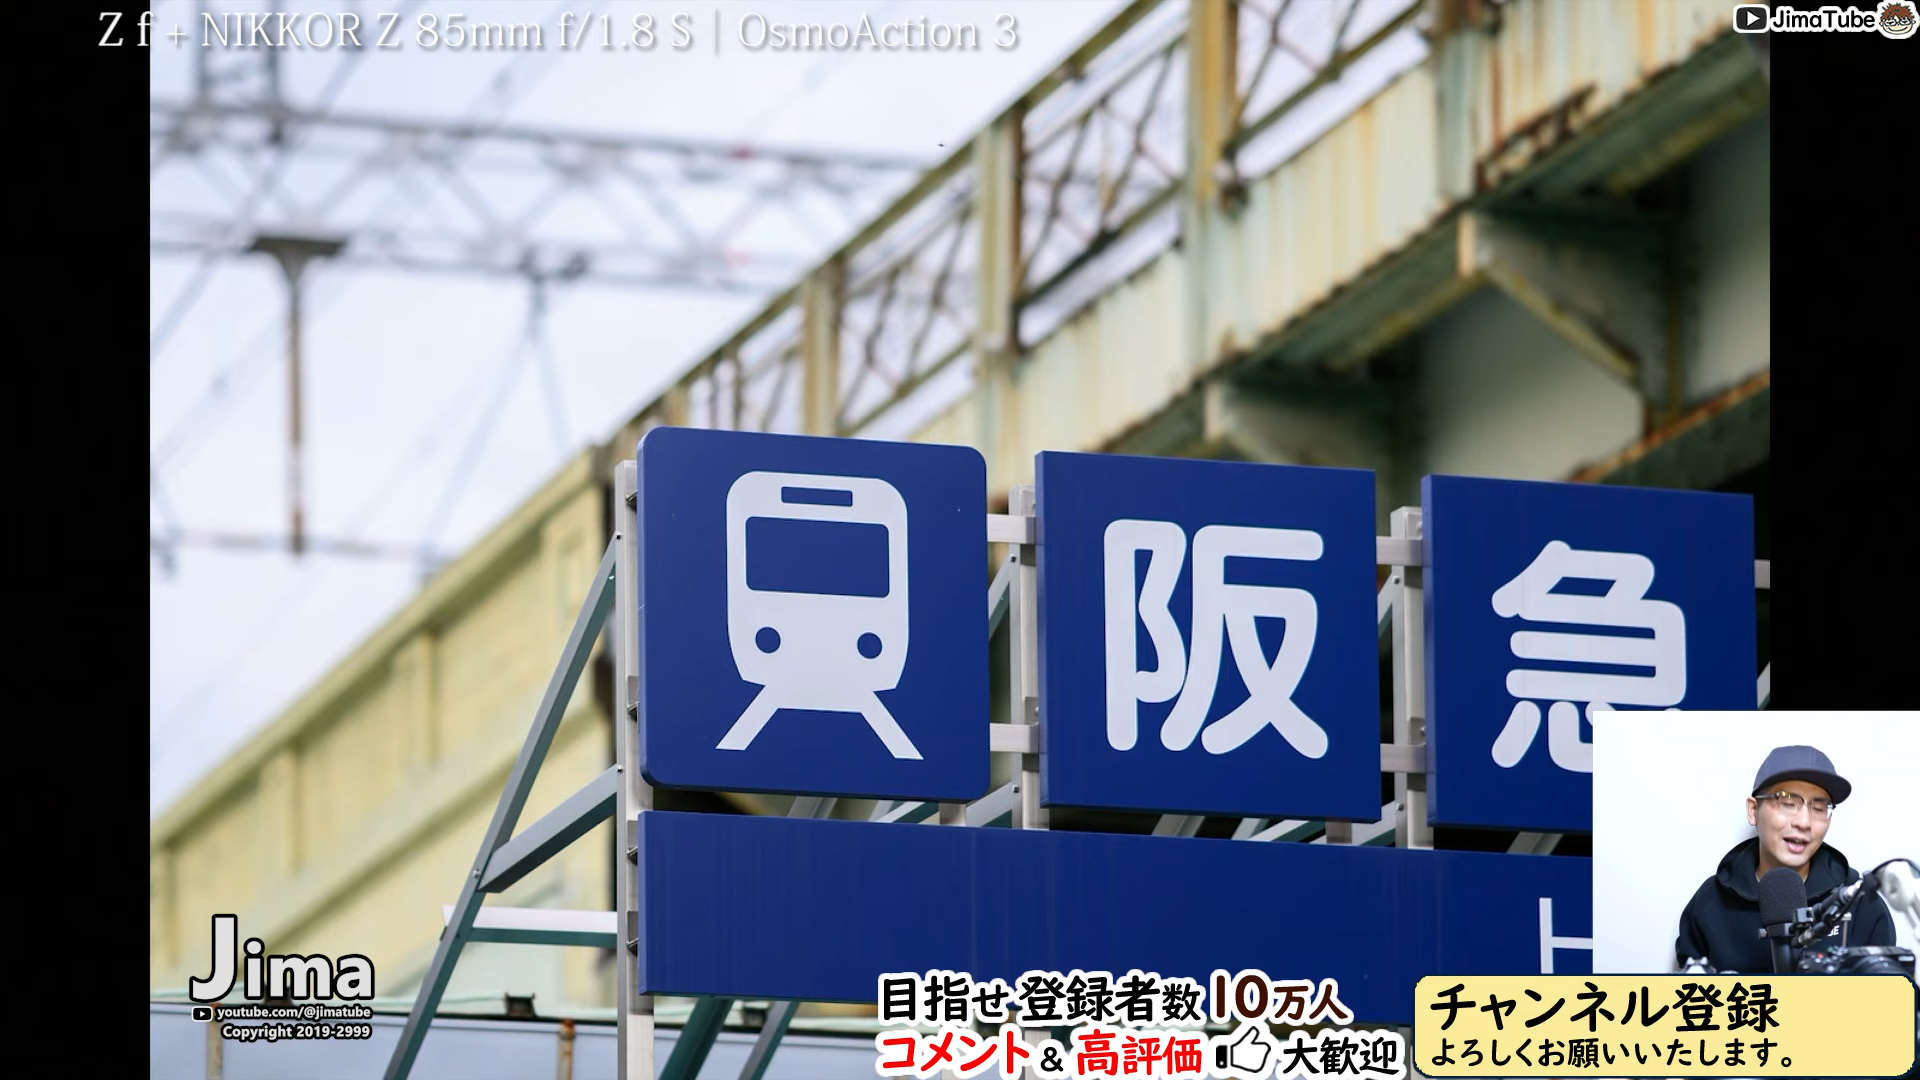 Z f + NIKKOR Z 85mm f/1.8 S | OsmoAction 3
JimaTube
阪急
Jima
youtube.com/@jimatube
Copyright 2019-2999
目指せ 登録者数 10万人
コメント & 高評価 大歓迎
チャンネル登録
よろしくお願いいたします。